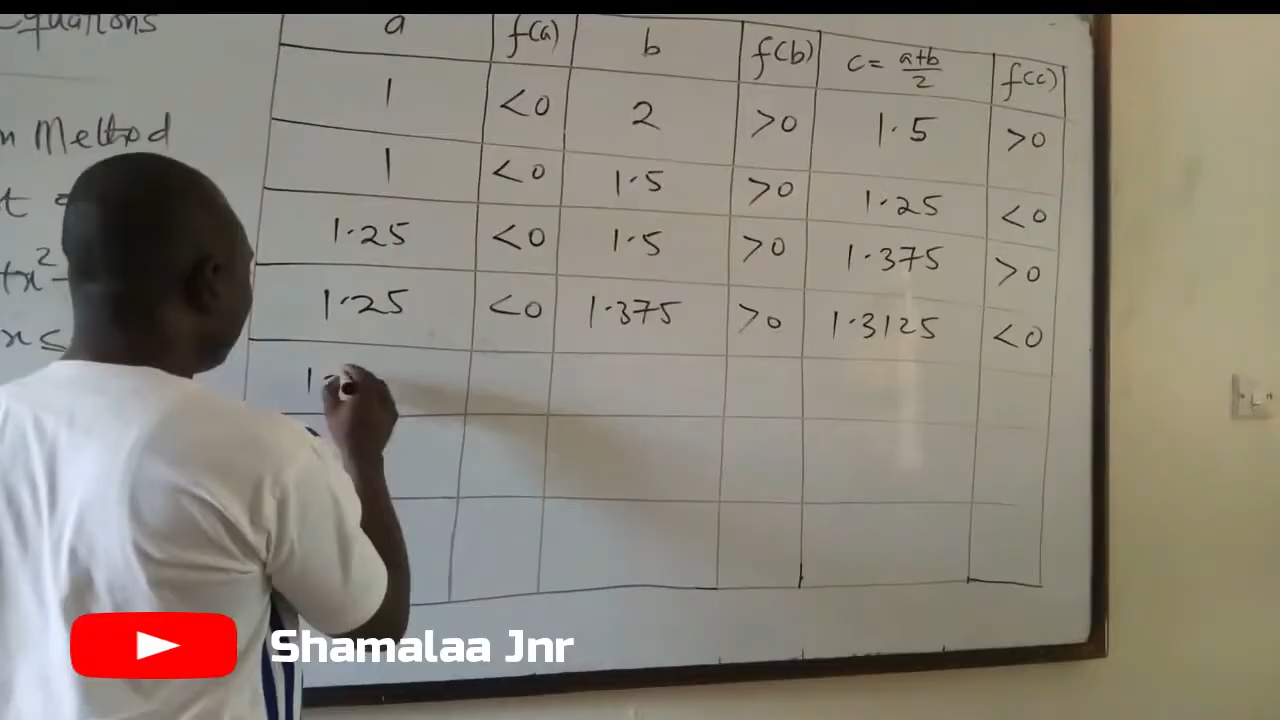 Equations
Method
a f(a) b f(b) c = a+b/2 f(c)
1 <0 2 >0 1.5 >0
1 <0 1.5 >0 1.25 <0
1.25 <0 1.5 >0 1.375 >0
1.25 <0 1.375 >0 1.3125 <0
1
x²-
x ≤
Shamalaa Jnr